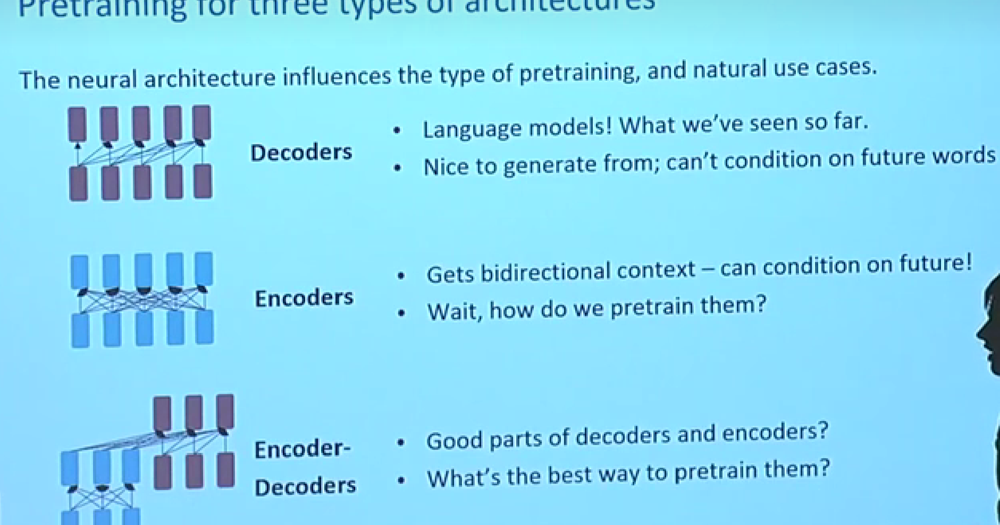 Pretraining for three types of architectures
The neural architecture influences the type of pretraining, and natural use cases.
Decoders
• Language models! What we've seen so far.
• Nice to generate from; can't condition on future words
Encoders
• Gets bidirectional context – can condition on future!
• Wait, how do we pretrain them?
Encoder-
Decoders
• Good parts of decoders and encoders?
• What's the best way to pretrain them?